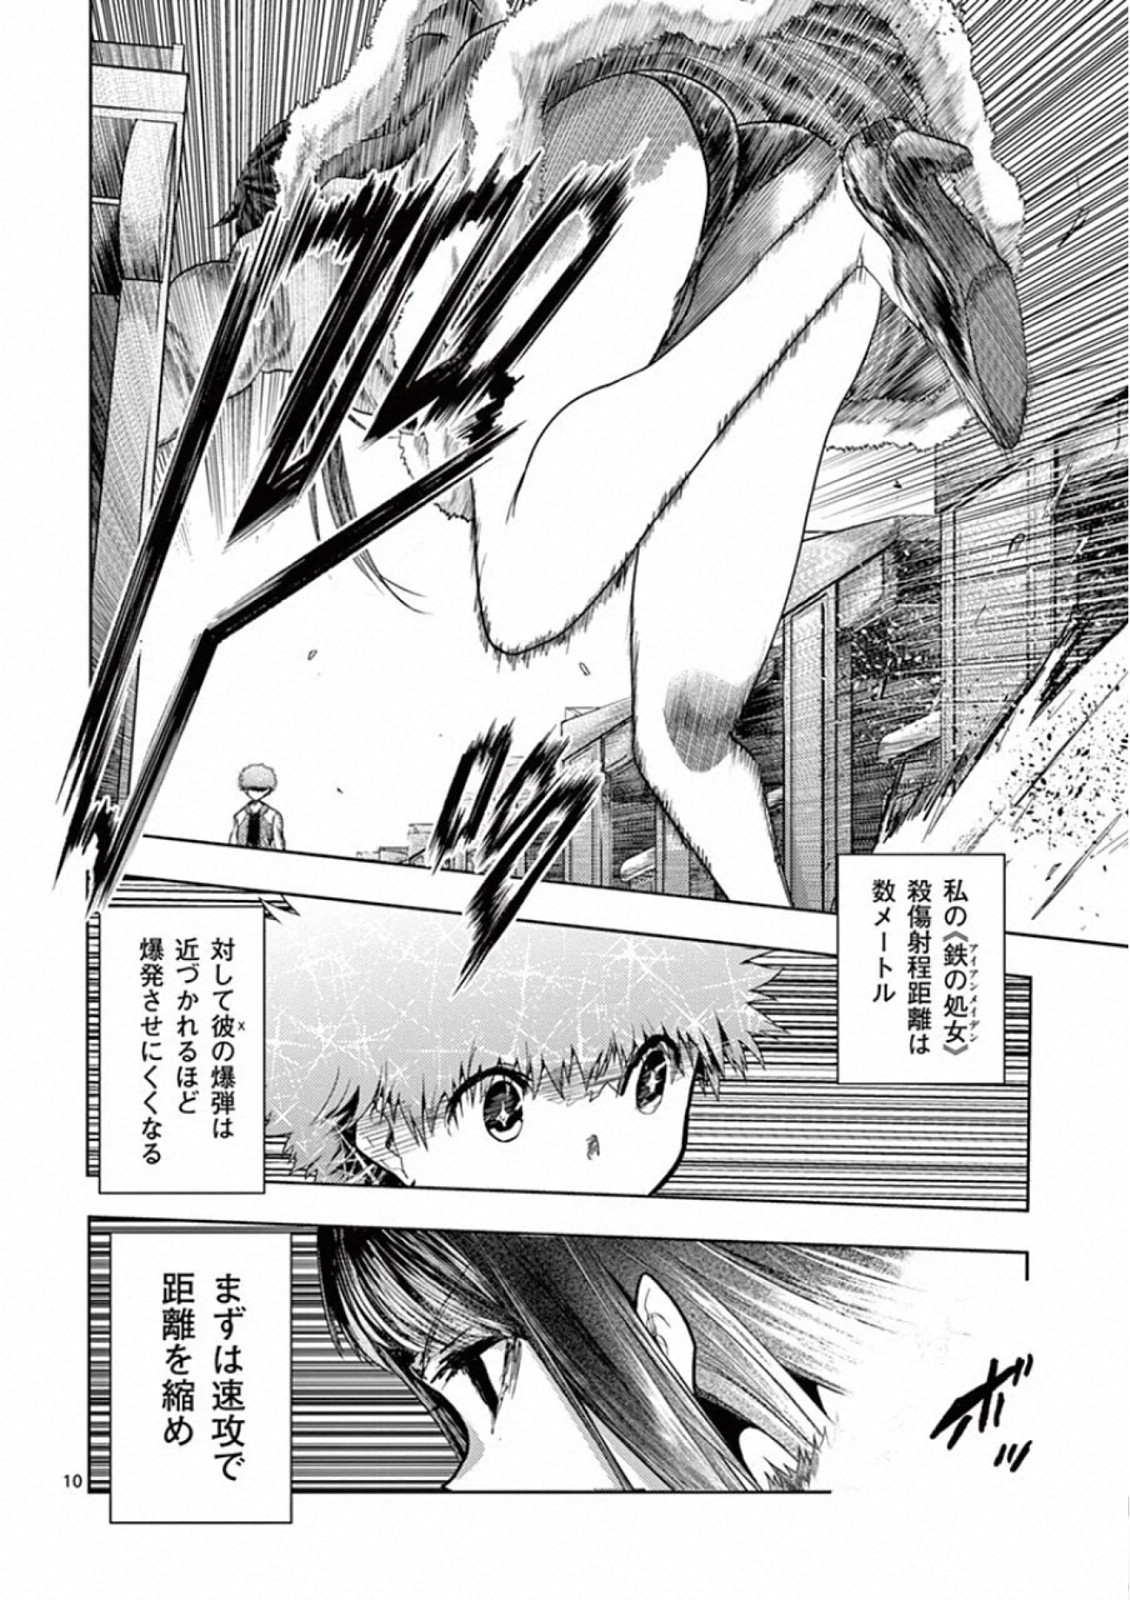 私の《鉄の処女》
アイアンメイデン
殺傷射程距離は
数メートル
対して彼の爆弾は
X
近づかれるほど
爆発させにくくなる
ボッ
まずは速攻で
距離を縮め
10